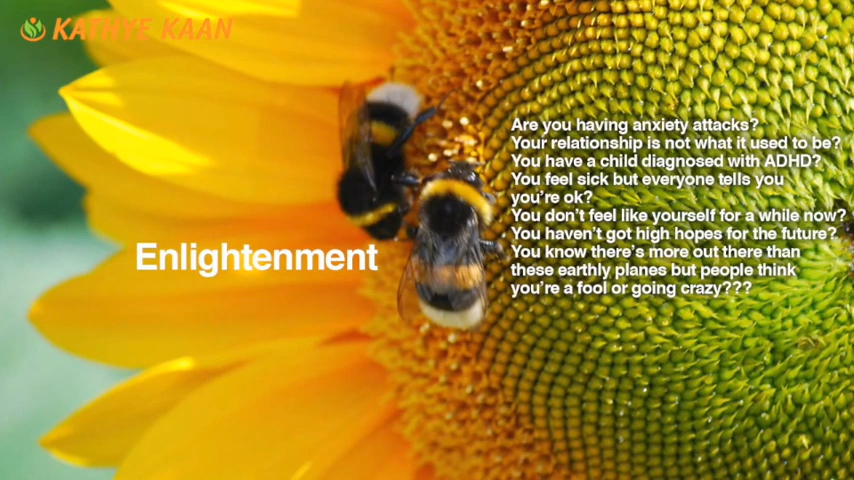 KATHYE KAAN
Enlightenment
Are you having anxiety attacks?
Your relationship is not what it used to be?
You have a child diagnosed with ADHD?
You feel sick but everyone tells you
you're ok?
You don't feel like yourself for a while now?
You haven't got high hopes for the future?
You know there's more out there than
these earthly planes but people think
you're a fool or going crazy???